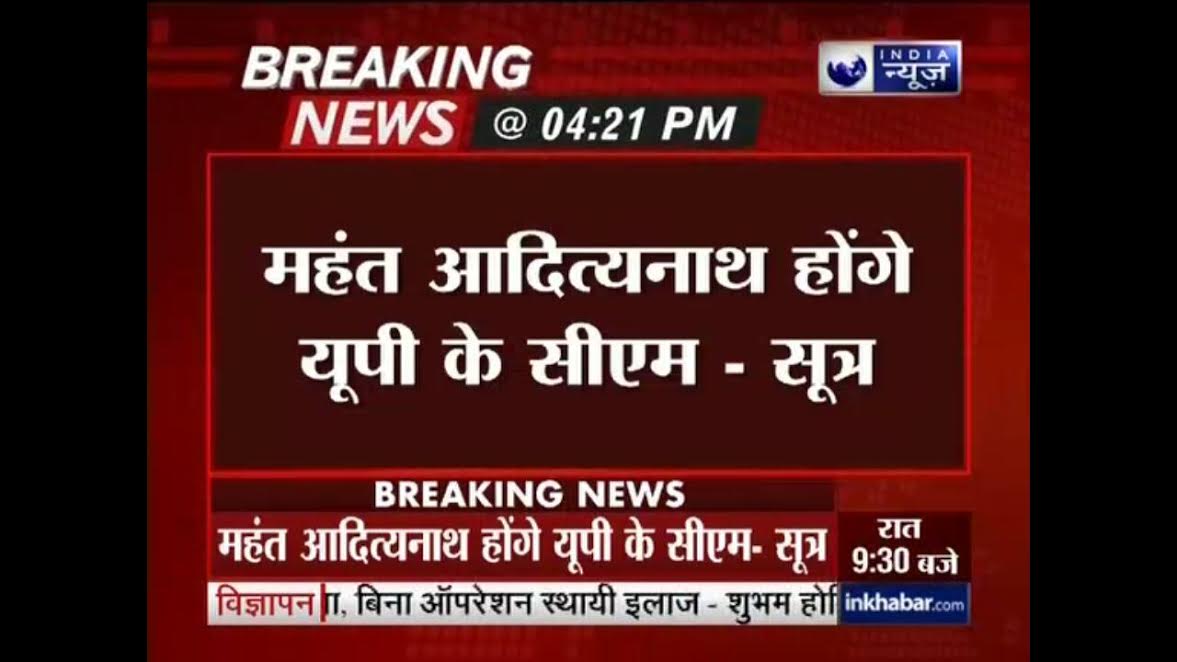 BREAKING
NEWS @ 04:21 PM
INDIA
न्यूज़
महंत आदित्यनाथ होंगे
यूपी के सीएम - सूत्र
BREAKING NEWS
महंत आदित्यनाथ होंगे यूपी के सीएम- सूत्र
रात
9:30 बजे
विज्ञापन , बिना ऑपरेशन स्थायी इलाज - शुभम
inkhabar.com